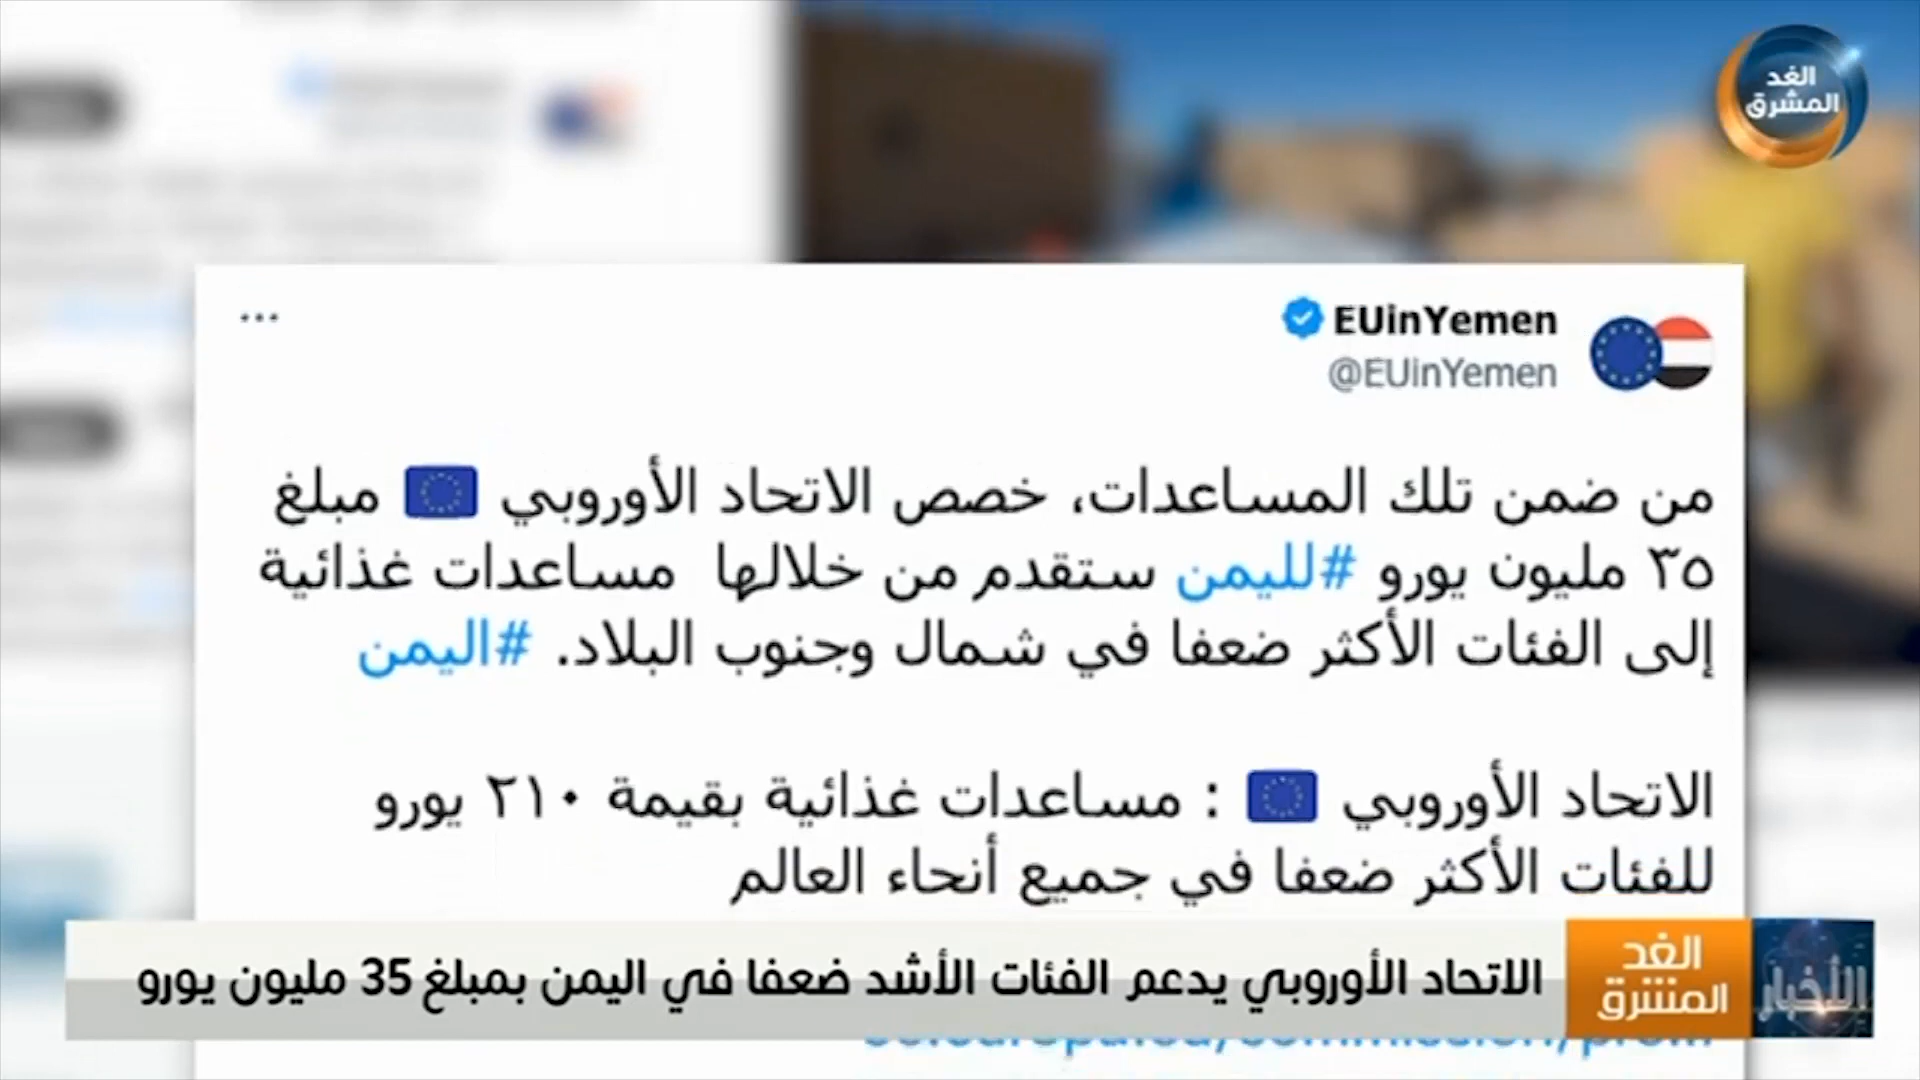 الغد
المشرق
EUinYemen
@EUinYemen
من ضمن تلك المساعدات، خصص الاتحاد الأوروبي 🇪🇺 مبلغ
٣٥ مليون يورو #لليمن ستقدم من خلالها مساعدات غذائية
إلى الفئات الأكثر ضعفا في شمال وجنوب البلاد. #اليمن
الاتحاد الأوروبي 🇪🇺 : مساعدات غذائية بقيمة ٢١٠ يورو
للفئات الأكثر ضعفا في جميع أنحاء العالم
الاتحاد الأوروبي يدعم الفئات الأشد ضعفا في اليمن بمبلغ 35 مليون يورو
الغد
المشرق
الأخبار